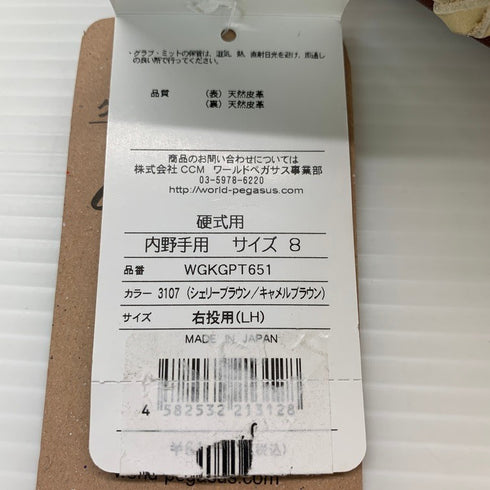 ・グラブ・ミットの保管は、湿気、熱、直射日光を避け、風通し
の良い所で行ってください。
品質 (表) 天然皮革
(裏) 天然皮革
商品のお問い合わせについては
株式会社CCM ワールドペガサス事業部
03-5978-6220
http://world-pegasus.com/
硬式用
内野手用 サイズ 8
品番 WGKGPT651
カラー 3107 (シェリーブラウン/キャメルブラウン)
サイズ 右投用(LH)
MADE IN JAPAN
4 582532 213128
world-pegasus.com